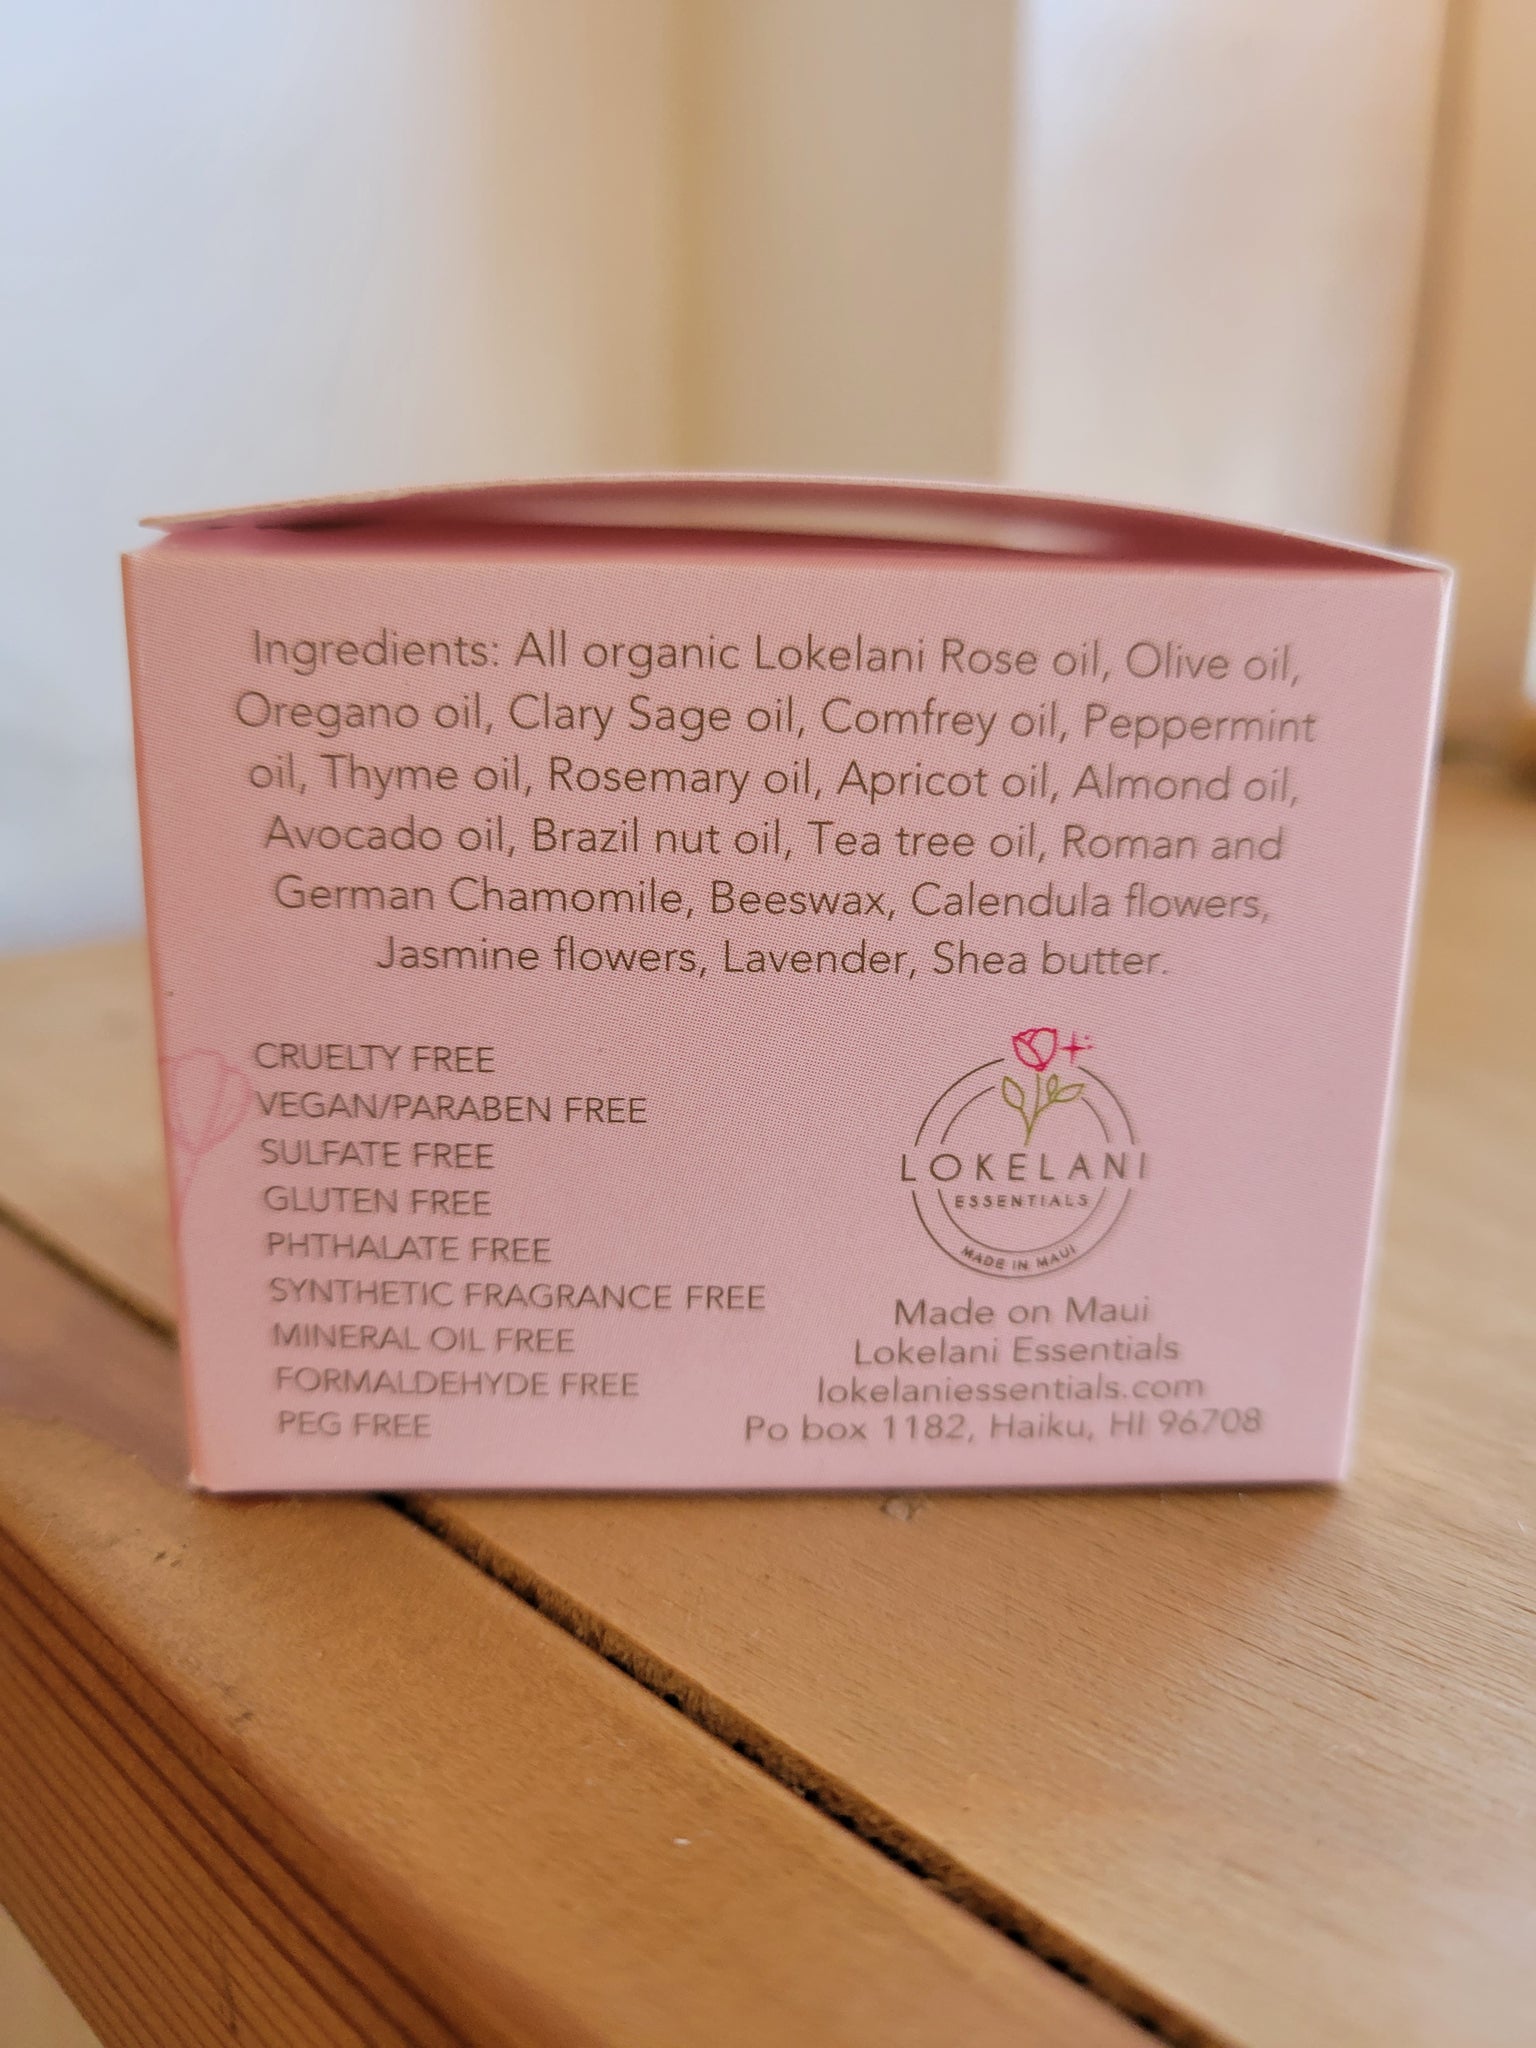 Ingredients: All organic Lokelani Rose oil, Olive oil,
Oregano oil, Clary Sage oil, Comfrey oil, Peppermint
oil, Thyme oil, Rosemary oil, Apricot oil, Almond oil,
Avocado oil, Brazil nut oil, Tea tree oil, Roman and
German Chamomile, Beeswax, Calendula flowers,
Jasmine flowers, Lavender, Shea butter.
CRUELTY FREE
VEGAN/PARABEN FREE
SULFATE FREE
GLUTEN FREE
PHTHALATE FREE
SYNTHETIC FRAGRANCE FREE
MINERAL OIL FREE
FORMALDEHYDE FREE
PEG FREE
LOKELANI
ESSENTIALS
MADE IN MAUI
Made on Maui
Lokelani Essentials
lokelaniessentials.com
Po box 1182, Haiku, HI 96708